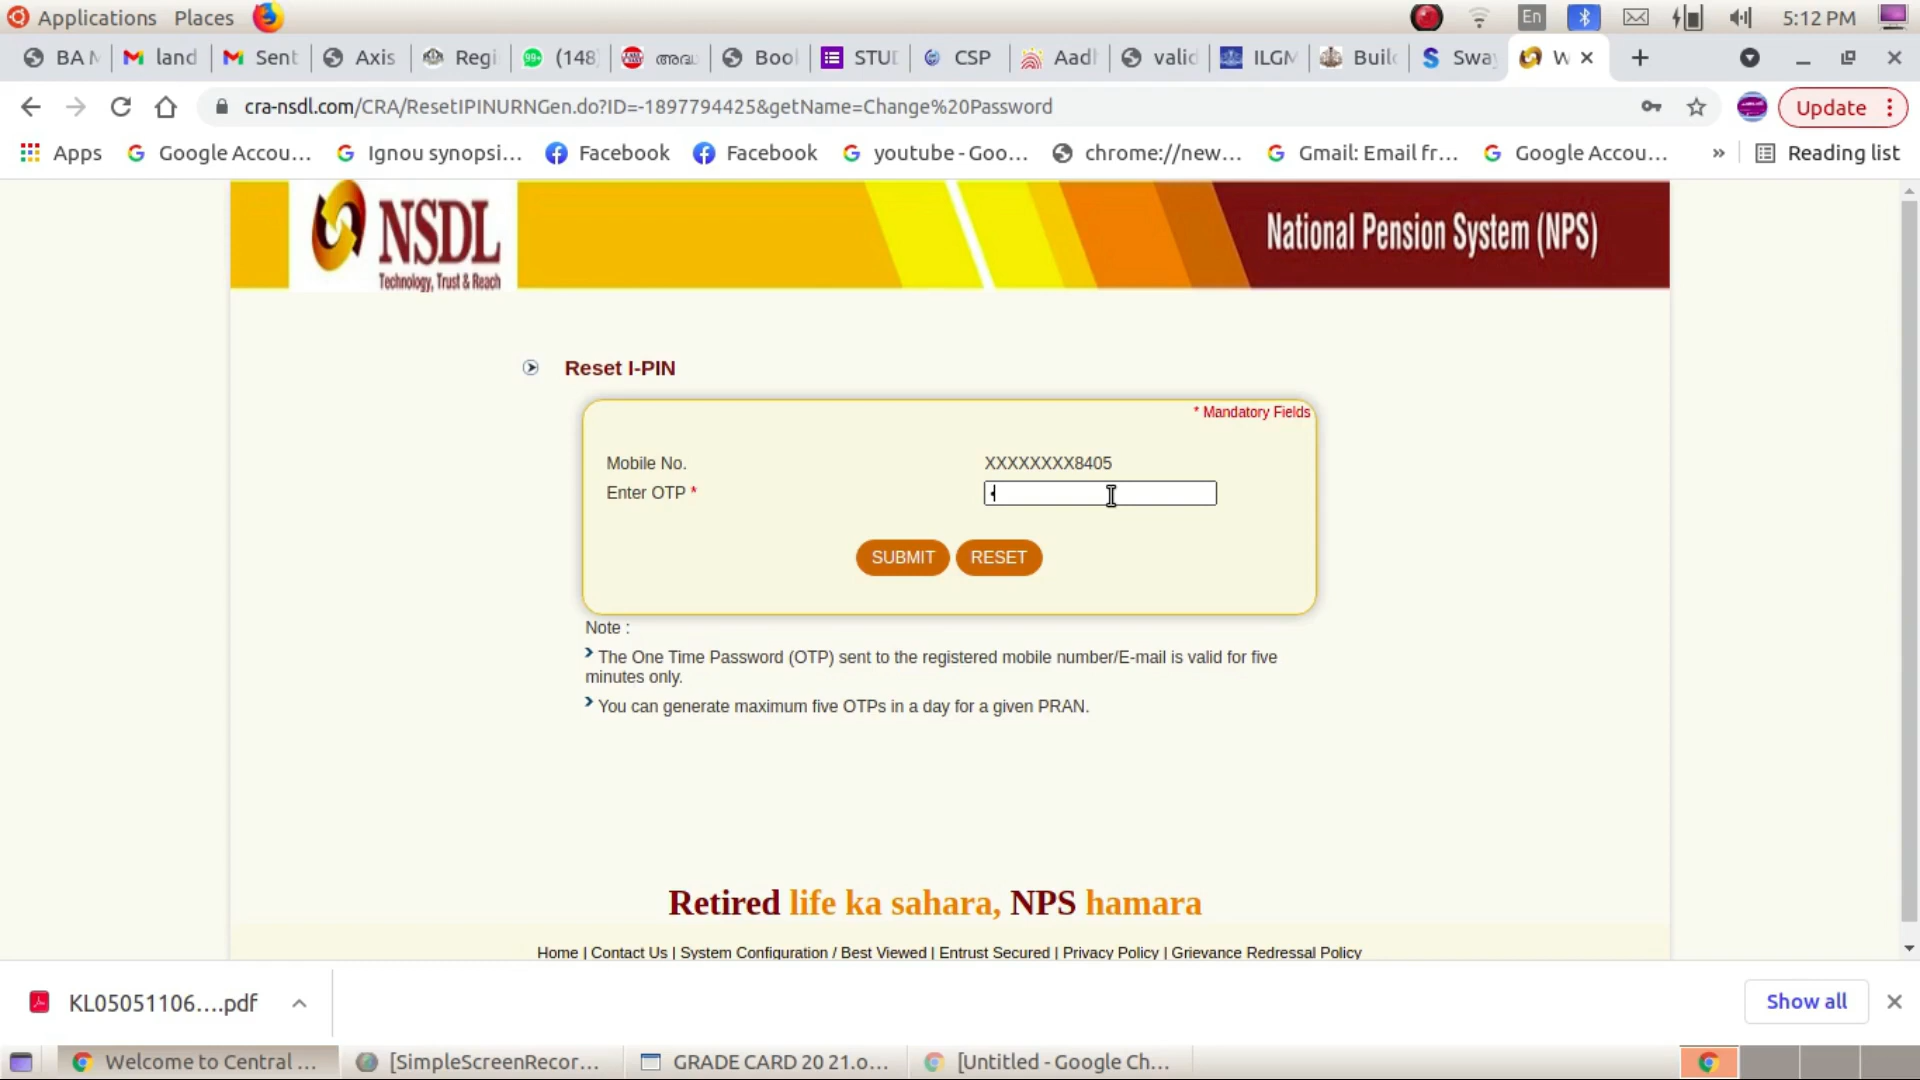 Applications Places En 5:12 PM
BA M land Sent Axis Regi (148 Bool STUD CSP Aadh valid ILGM Build Sway W
cra-nsdl.com/CRA/ResetIPINURNGen.do?ID=-1897794425&getName=Change%20Password Update
Apps Google Accou... Ignou synopsi... Facebook Facebook youtube - Goo... chrome://new... Gmail: Email fr... Google Accou... » Reading list
NSDL
Technology, Trust & Reach
National Pension System (NPS)
Reset I-PIN
* Mandatory Fields
Mobile No. XXXXXXXX8405
Enter OTP *
SUBMIT RESET
Note :
The One Time Password (OTP) sent to the registered mobile number/E-mail is valid for five
minutes only.
You can generate maximum five OTPs in a day for a given PRAN.
Retired life ka sahara, NPS hamara
Home | Contact Us | System Configuration / Best Viewed | Entrust Secured | Privacy Policy | Grievance Redressal Policy
KL05051106....pdf Show all
Welcome to Central ... [SimpleScreenRecor... GRADE CARD 20 21.o... [Untitled - Google Ch...